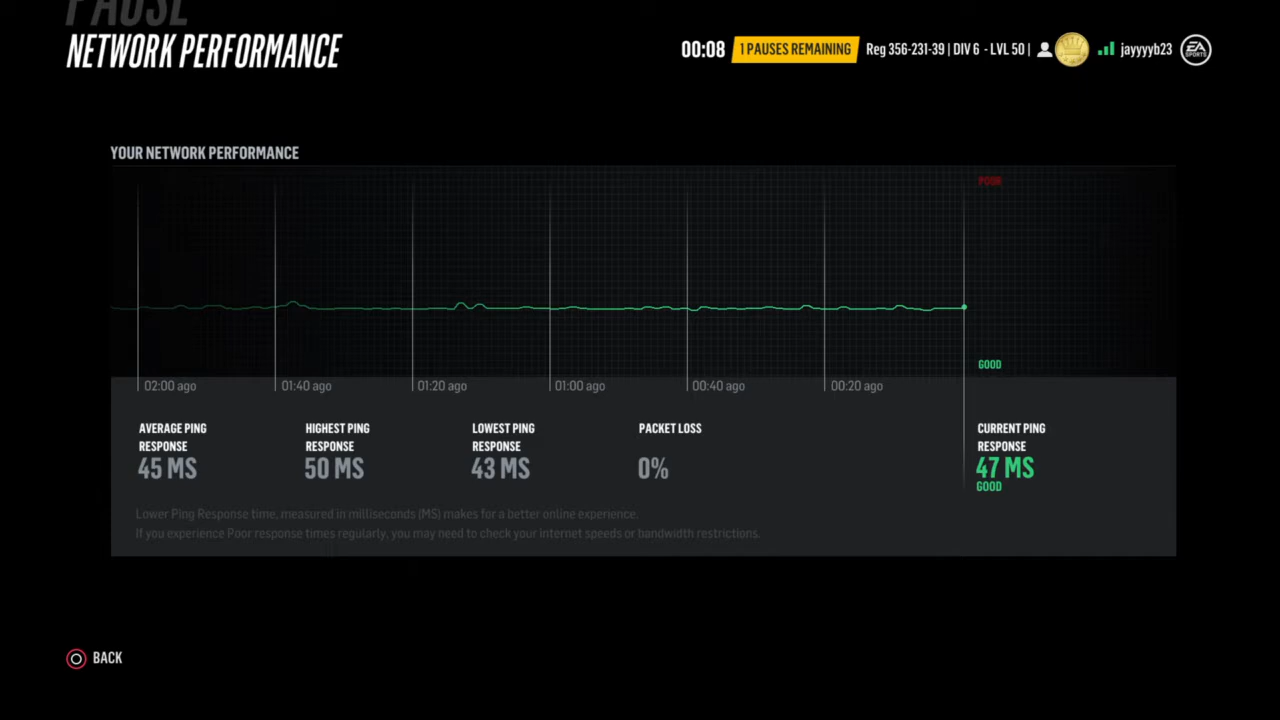 PAUSE
NETWORK PERFORMANCE
00:08
1 PAUSES REMAINING
Reg 356-231-39 | DIV 6 - LVL 50 |
jayyyyb23
EA SPORTS
YOUR NETWORK PERFORMANCE
POOR
GOOD
02:00 ago
01:40 ago
01:20 ago
01:00 ago
00:40 ago
00:20 ago
AVERAGE PING
RESPONSE
45 MS
HIGHEST PING
RESPONSE
50 MS
LOWEST PING
RESPONSE
43 MS
PACKET LOSS
0%
CURRENT PING
RESPONSE
47 MS
GOOD
Lower Ping Response time, measured in milliseconds (MS) makes for a better online experience.
If you experience Poor response times regularly, you may need to check your internet speeds or bandwidth restrictions.
BACK